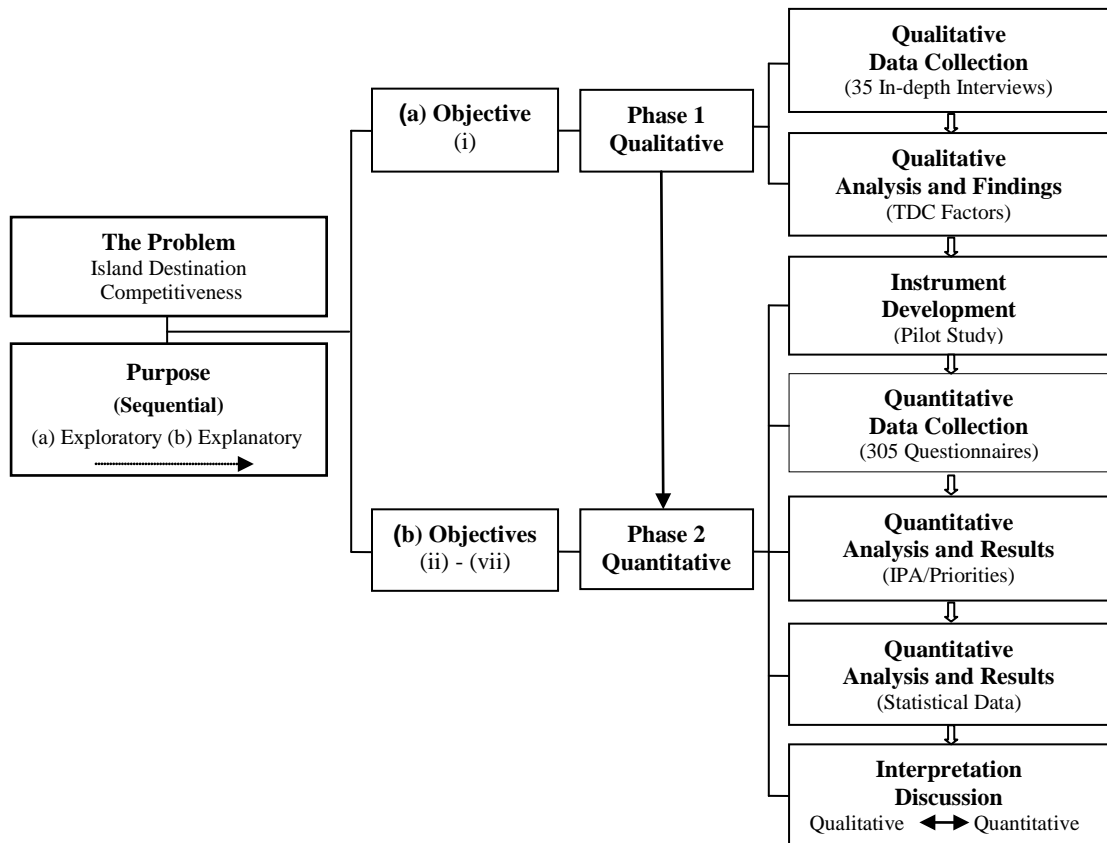 The Problem
Island Destination
Competitiveness
Purpose
(Sequential)
(a) Exploratory (b) Explanatory
(a) Objective
(i)
Phase 1
Qualitative
(b) Objectives
(ii) - (vii)
Phase 2
Quantitative
Qualitative
Data Collection
(35 In-depth Interviews)
Qualitative
Analysis and Findings
(TDC Factors)
Instrument
Development
(Pilot Study)
Quantitative
Data Collection
(305 Questionnaires)
Quantitative
Analysis and Results
(IPA/Priorities)
Quantitative
Analysis and Results
(Statistical Data)
Interpretation
Discussion
Qualitative Quantitative